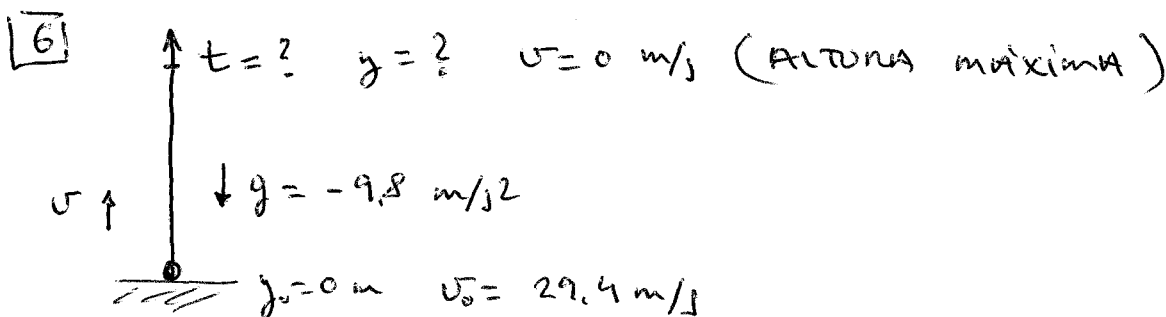 6 t = ? y = ? v = 0 m/s (ALTURA MÁXIMA)
v ↑ ↓ g = -9,8 m/s2
y₀ = 0 m v₀ = 29,4 m/s